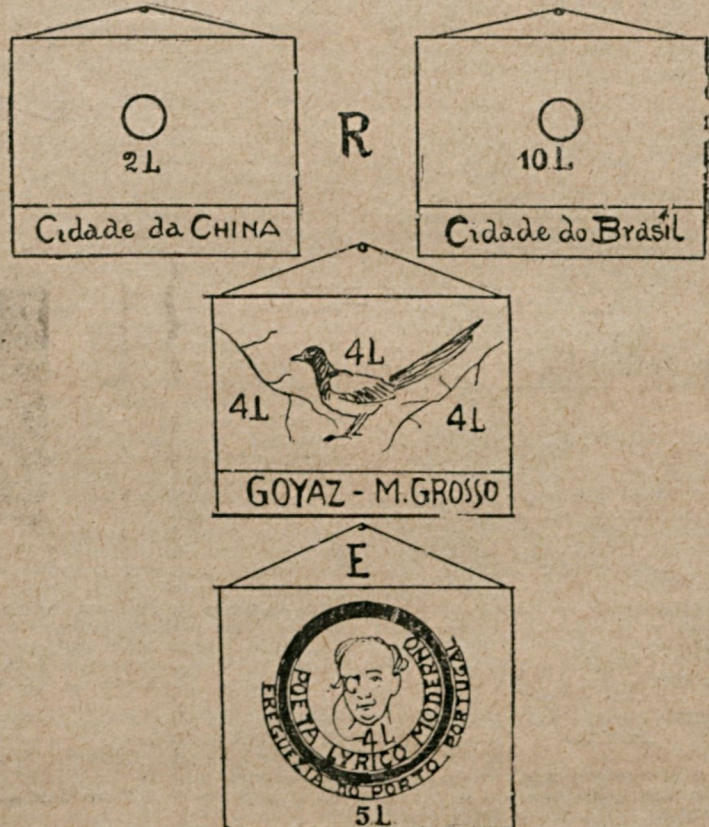 2L
Cidade da CHINA
R
10L
Cidade do Brasil
4L
4L
4L
GOYAZ - M.GROSSO
E
POETA LYRICO MODERNO
4L
FREGUEZIA DO PORTO - PORTUGAL
5L